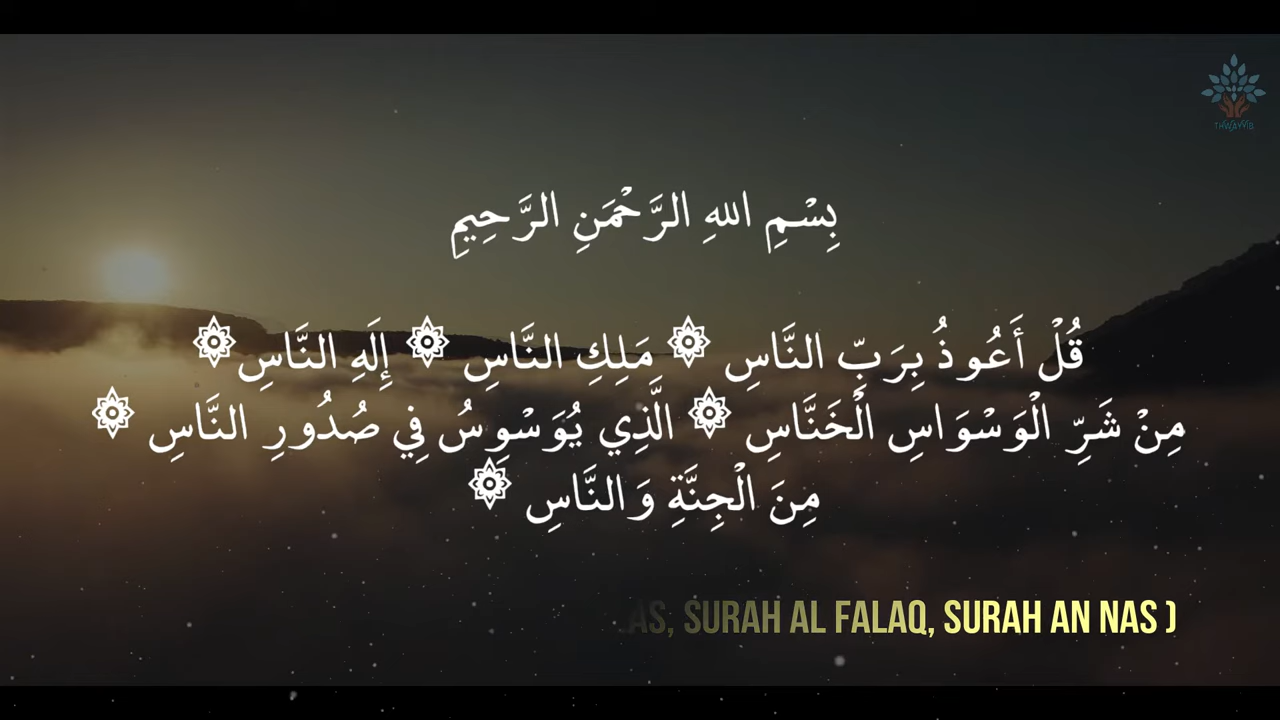 THWAYYIB
بِسْمِ اللهِ الرَّحْمَنِ الرَّحِيمِ
قُلْ أَعُوذُ بِرَبِّ النَّاسِ ۞ مَلِكِ النَّاسِ ۞ إِلَهِ النَّاسِ ۞
مِنْ شَرِّ الْوَسْوَاسِ الْخَنَّاسِ ۞ الَّذِي يُوَسْوِسُ فِي صُدُورِ النَّاسِ ۞
مِنَ الْجِنَّةِ وَالنَّاسِ ۞
SURAH AL FALAQ, SURAH AN NAS )